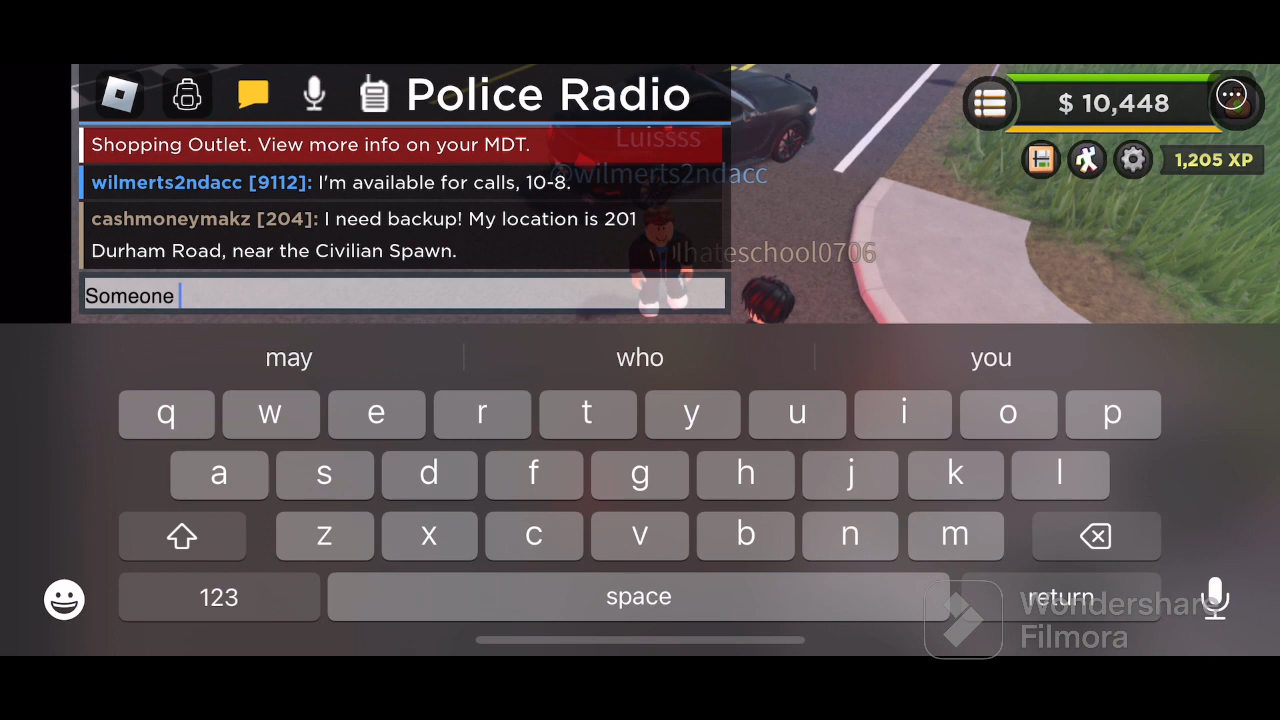 Police Radio
$ 10,448
Shopping Outlet. View more info on your MDT.
Luissss
1,205 XP
@wilmerts2ndacc
wilmerts2ndacc [9112]: I'm available for calls, 10-8.
cashmoneymakz [204]: I need backup! My location is 201
Durham Road, near the Civilian Spawn.
Ihateschool0706
Someone
may who you
q w e r t y u i o p
a s d f g h j k l
z x c v b n m
123 space return
Wondershare
Filmora